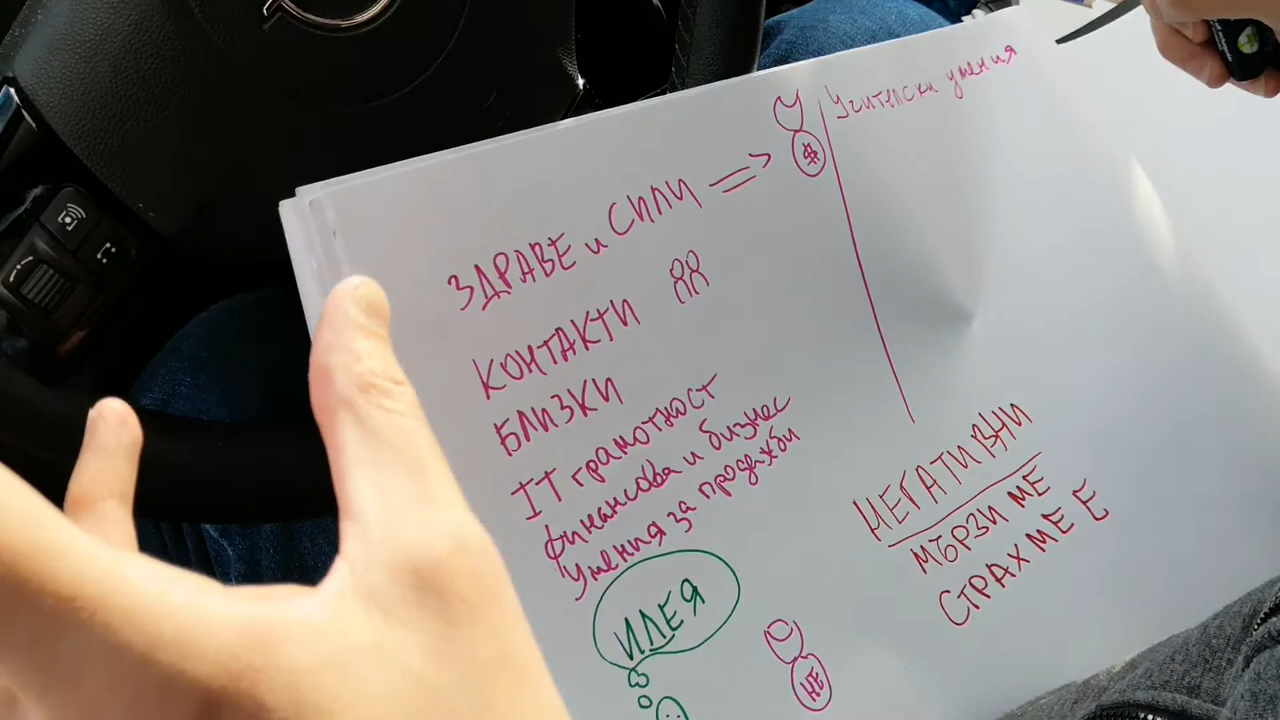 Учителски умения
ЗДРАВЕ и СИЛИ =>
$
КОНТАКТИ
БЛИЗКИ
IT грамотност
финансова и бизнес
Умения за продажби
ИДЕЯ
НЕ
НЕГАТИВНИ
МЪРЗИ МЕ
СТРАХ МЕ Е